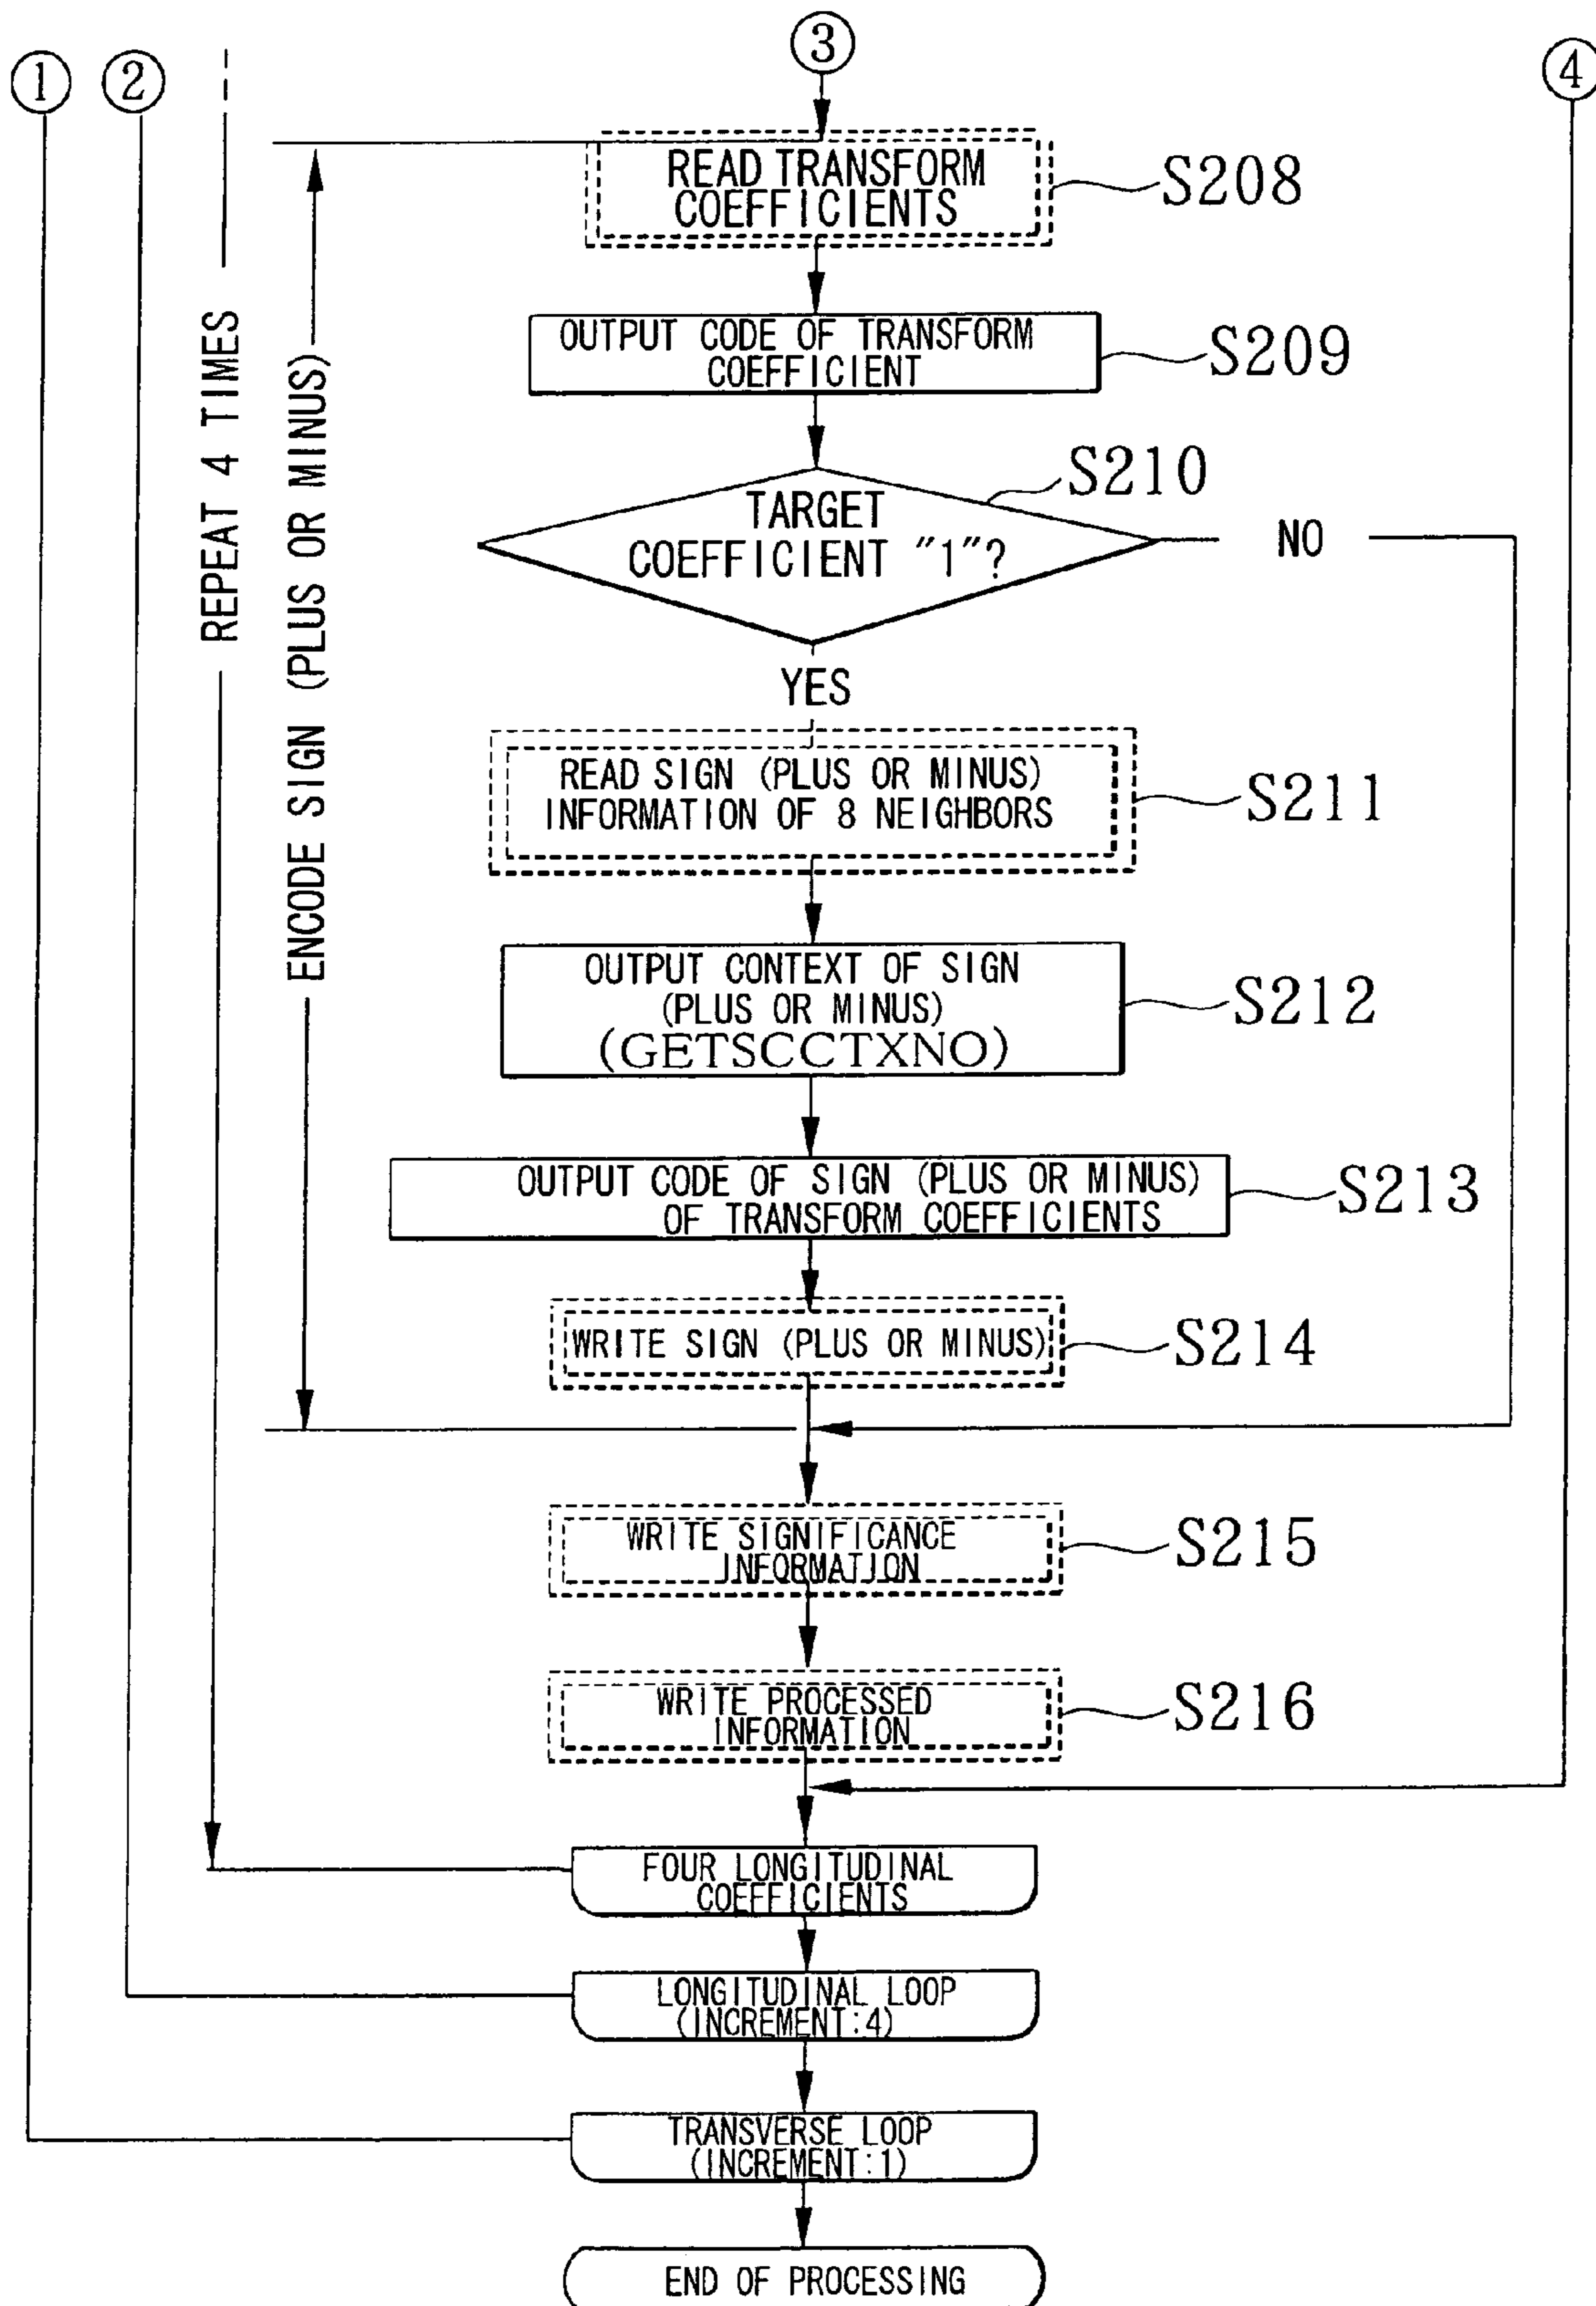 ③
①
②
④
READ TRANSFORM
COEFFICIENTS
S208
OUTPUT CODE OF TRANSFORM
COEFFICIENT
S209
REPEAT 4 TIMES
ENCODE SIGN (PLUS OR MINUS)
S210
TARGET
COEFFICIENT "1"?
NO
YES
READ SIGN (PLUS OR MINUS)
INFORMATION OF 8 NEIGHBORS
S211
OUTPUT CONTEXT OF SIGN
(PLUS OR MINUS)
(GETSCCTXNO)
S212
OUTPUT CODE OF SIGN (PLUS OR MINUS)
OF TRANSFORM COEFFICIENTS
S213
WRITE SIGN (PLUS OR MINUS)
S214
WRITE SIGNIFICANCE
INFORMATION
S215
WRITE PROCESSED
INFORMATION
S216
FOUR LONGITUDINAL
COEFFICIENTS
LONGITUDINAL LOOP
(INCREMENT:4)
TRANSVERSE LOOP
(INCREMENT:1)
END OF PROCESSING